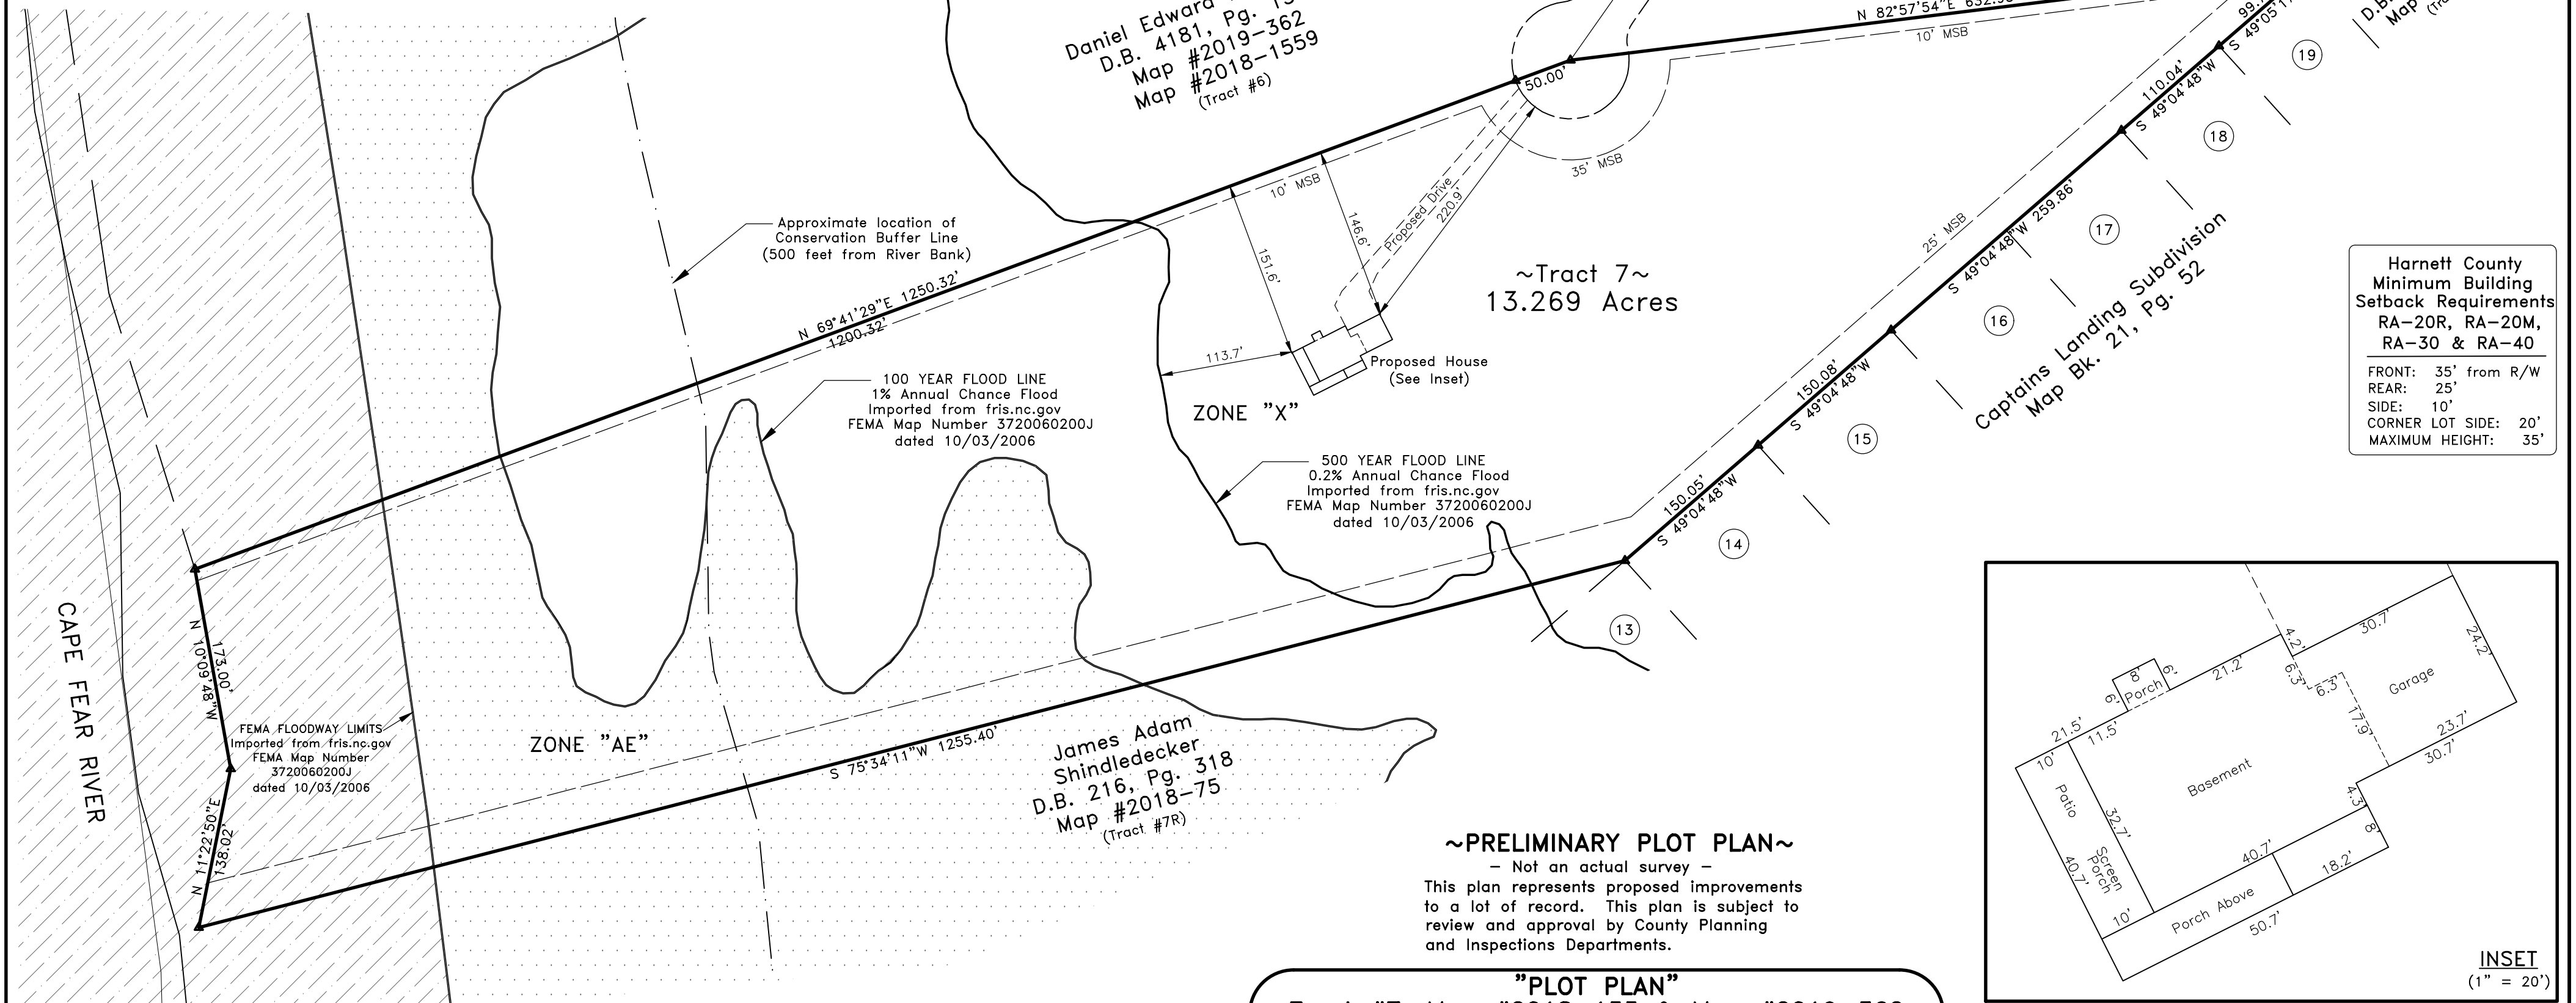 Daniel Edward
D.B. 4181, Pg.
Map #2019-362
Map #2018-1559
(Tract #6)
N 82°57'54"E
10' MSB
50.00'
35' MSB
10' MSB
Proposed Drive
220.9'
146.6'
151.6'
113.7'
Proposed House
(See Inset)
~Tract 7~
13.269 Acres
ZONE "X"
Approximate location of
Conservation Buffer Line
(500 feet from River Bank)
N 69°41'29"E 1250.32'
1200.32'
100 YEAR FLOOD LINE
1% Annual Chance Flood
Imported from fris.nc.gov
FEMA Map Number 3720060200J
dated 10/03/2006
500 YEAR FLOOD LINE
0.2% Annual Chance Flood
Imported from fris.nc.gov
FEMA Map Number 3720060200J
dated 10/03/2006
25' MSB
D.B.
Map
S 49°05'
19
110.04'
S 49°04'48"W
18
S 49°04'48"W 259.86'
17
16
150.08'
S 49°04'48"W
15
150.05'
S 49°04'48"W
14
13
Captains Landing Subdivision
Map Bk. 21, Pg. 52
Harnett County
Minimum Building
Setback Requirements
RA-20R, RA-20M,
RA-30 & RA-40
FRONT: 35' from R/W
REAR: 25'
SIDE: 10'
CORNER LOT SIDE: 20'
MAXIMUM HEIGHT: 35'
CAPE FEAR RIVER
173.00'
N 10°09'48"W
FEMA FLOODWAY LIMITS
Imported from fris.nc.gov
FEMA Map Number
3720060200J
dated 10/03/2006
N 11°22'50"E
138.02'
ZONE "AE"
S 75°34'11"W 1255.40'
James Adam
Shindledecker
D.B. 216, Pg. 318
Map #2018-75
(Tract #7R)
~PRELIMINARY PLOT PLAN~
- Not an actual survey -
This plan represents proposed improvements
to a lot of record. This plan is subject to
review and approval by County Planning
and Inspections Departments.
"PLOT PLAN"
4.2'
30.7'
24.2'
6.3'
6.3'
Garage
17.9'
23.7'
30.7'
21.2'
8'
6'
6'
Porch
21.5'
11.5'
10'
Basement
Patio
32.7'
Screen
Porch
40.7'
10'
4.3'
8'
40.7'
18.2'
Porch Above
50.7'
INSET
(1" = 20')